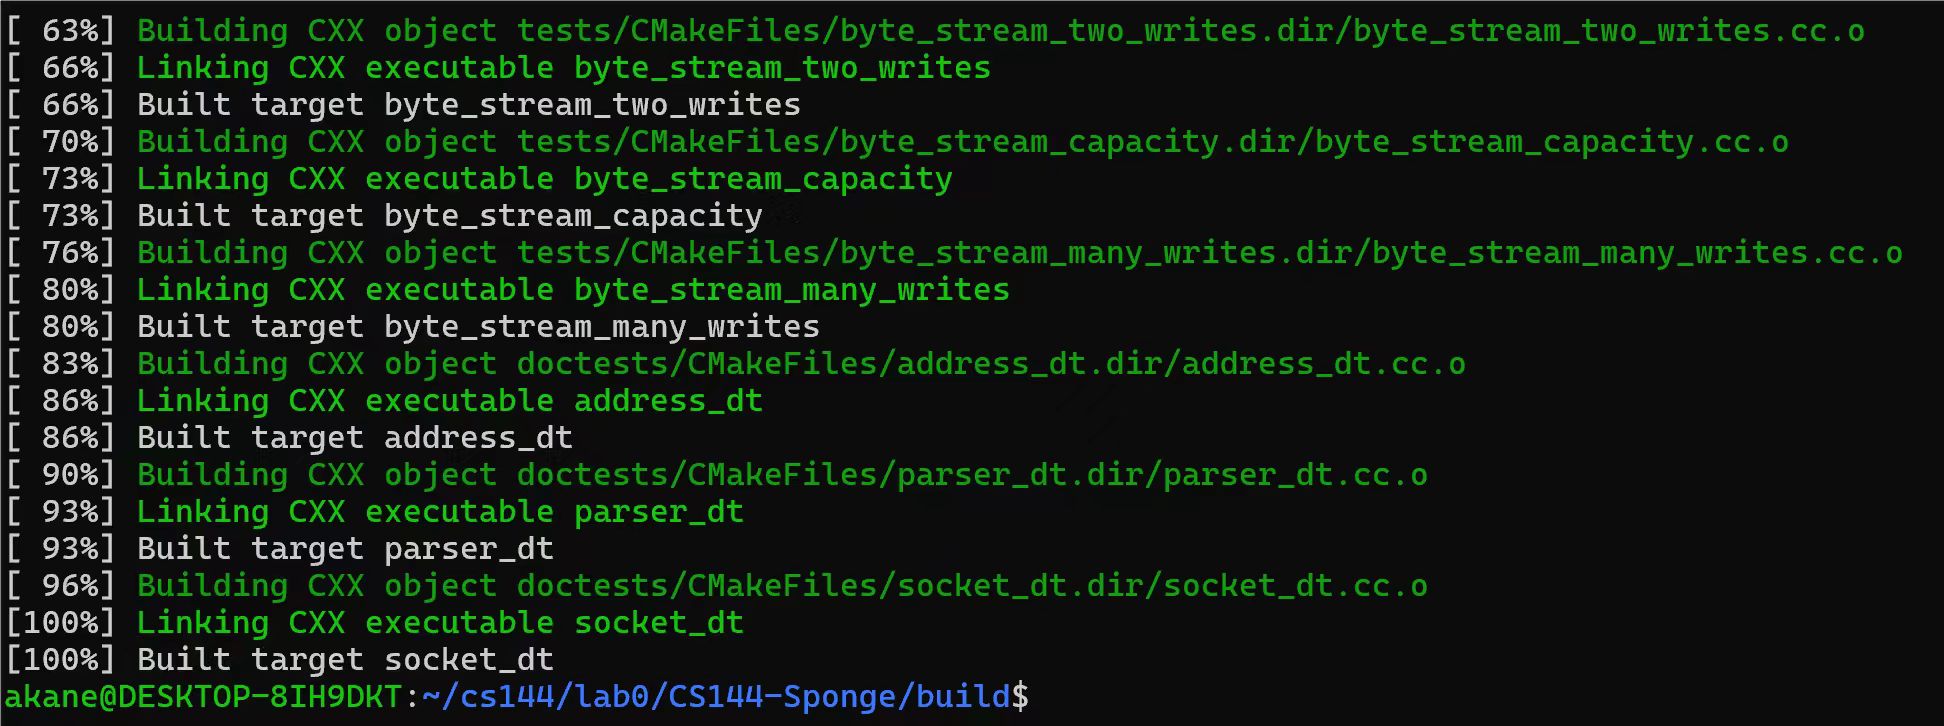 [ 63%] Building CXX object tests/CMakeFiles/byte_stream_two_writes.dir/byte_stream_two_writes.cc.o
[ 66%] Linking CXX executable byte_stream_two_writes
[ 66%] Built target byte_stream_two_writes
[ 70%] Building CXX object tests/CMakeFiles/byte_stream_capacity.dir/byte_stream_capacity.cc.o
[ 73%] Linking CXX executable byte_stream_capacity
[ 73%] Built target byte_stream_capacity
[ 76%] Building CXX object tests/CMakeFiles/byte_stream_many_writes.dir/byte_stream_many_writes.cc.o
[ 80%] Linking CXX executable byte_stream_many_writes
[ 80%] Built target byte_stream_many_writes
[ 83%] Building CXX object doctests/CMakeFiles/address_dt.dir/address_dt.cc.o
[ 86%] Linking CXX executable address_dt
[ 86%] Built target address_dt
[ 90%] Building CXX object doctests/CMakeFiles/parser_dt.dir/parser_dt.cc.o
[ 93%] Linking CXX executable parser_dt
[ 93%] Built target parser_dt
[ 96%] Building CXX object doctests/CMakeFiles/socket_dt.dir/socket_dt.cc.o
[100%] Linking CXX executable socket_dt
[100%] Built target socket_dt
akane@DESKTOP-8IH9DKT:~/cs144/lab0/CS144-Sponge/build$